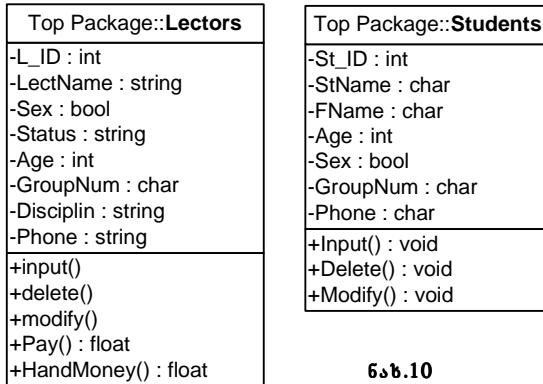 Top Package::Lectors
-L_ID : int
-LectName : string
-Sex : bool
-Status : string
-Age : int
-GroupNum : char
-Disciplin : string
-Phone : string
+input()
+delete()
+modify()
+Pay() : float
+HandMoney() : float
Top Package::Students
-St_ID : int
-StName : char
-FName : char
-Age : int
-Sex : bool
-GroupNum : char
-Phone : char
+Input() : void
+Delete() : void
+Modify() : void
ნახ.10